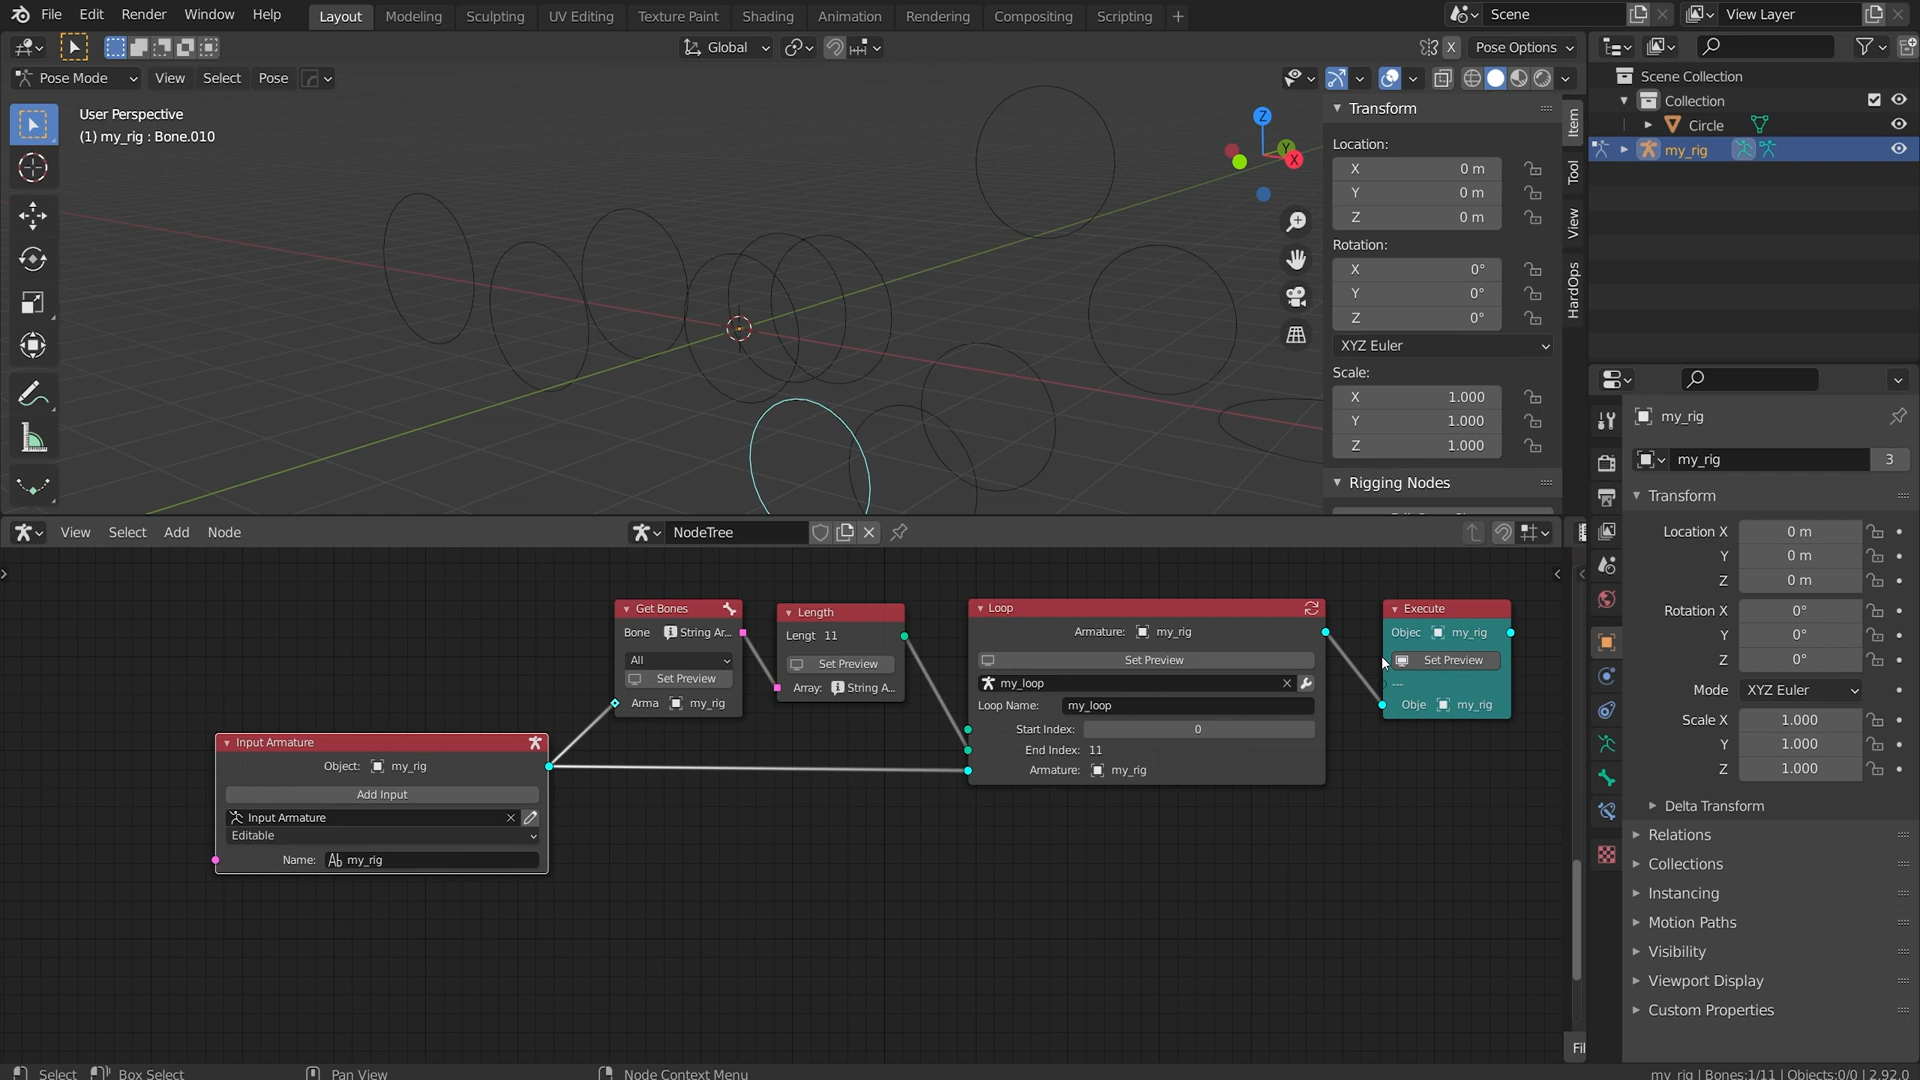 File Edit Render Window Help
Layout Modeling Sculpting UV Editing Texture Paint Shading Animation Rendering Compositing Scripting +
Scene
View Layer
Global
X
Pose Options
Pose Mode View Select Pose
User Perspective
(1) my_rig : Bone.010
Z
Y
X
Transform
Location:
X 0 m
Y 0 m
Z 0 m
Rotation:
X 0°
Y 0°
Z 0°
XYZ Euler
Scale:
X 1.000
Y 1.000
Z 1.000
Rigging Nodes
Item
Tool
View
HardOps
Scene Collection
Collection
Circle
my_rig
my_rig
my_rig 3
Transform
Location X 0 m
Y 0 m
Z 0 m
Rotation X 0°
Y 0°
Z 0°
Mode XYZ Euler
Scale X 1.000
Y 1.000
Z 1.000
Delta Transform
Relations
Collections
Instancing
Motion Paths
Visibility
Viewport Display
Custom Properties
View Select Add Node
NodeTree
Input Armature
Object: my_rig
Add Input
Input Armature
Editable
Name: my_rig
Get Bones
Bone String Ar...
All
Set Preview
Arma my_rig
Length
Lengt 11
Set Preview
Array: String A...
Loop
Armature: my_rig
Set Preview
my_loop
Loop Name: my_loop
Start Index: 0
End Index: 11
Armature: my_rig
Execute
Objec my_rig
Set Preview
---
Obje my_rig
Fil
Select Box Select Pan View Node Context Menu
my_rig | Bones:1/11 | Objects:0/0 | 2.92.0